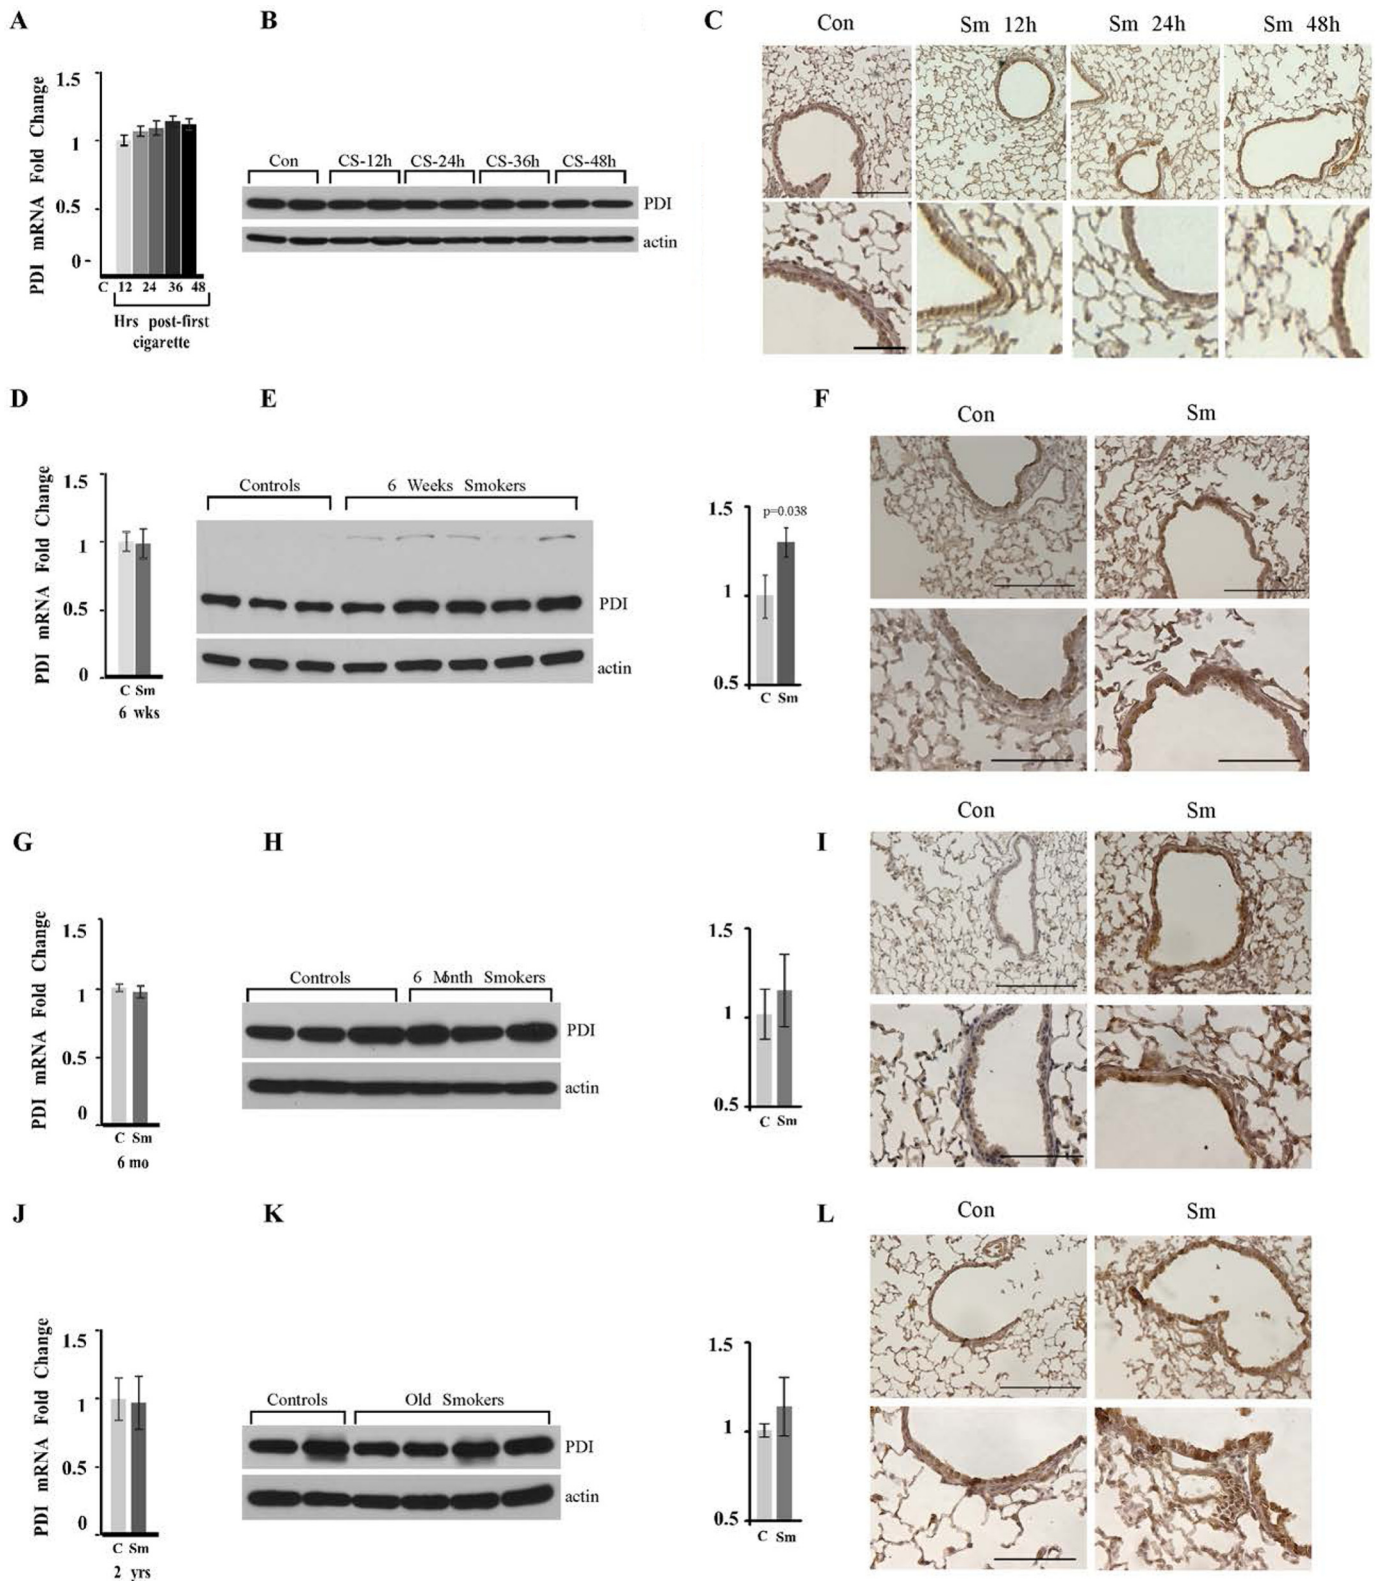 A
B
C
Con
Sm 12h
Sm 24h
Sm 48h
PDI mRNA Fold Change
1.5
1
0.5
0-
C 12 24 36 48
Hrs post-first
cigarette
Con
CS-12h
CS-24h
CS-36h
CS-48h
PDI
actin
D
E
F
PDI mRNA Fold Change
1.5
1
0.5
0
C Sm
6 wks
Controls
6 Weeks Smokers
PDI
actin
1.5
p=0.038
1
0.5
C Sm
Con
Sm
G
H
I
PDI mRNA Fold Change
1.5
1
0.5
0
C Sm
6 mo
Controls
6 Month Smokers
PDI
actin
1.5
1
0.5
C Sm
Con
Sm
J
K
L
PDI mRNA Fold Change
1.5
1
0.5
0
C Sm
2 yrs
Controls
Old Smokers
PDI
actin
1.5
1
0.5
C Sm
Con
Sm